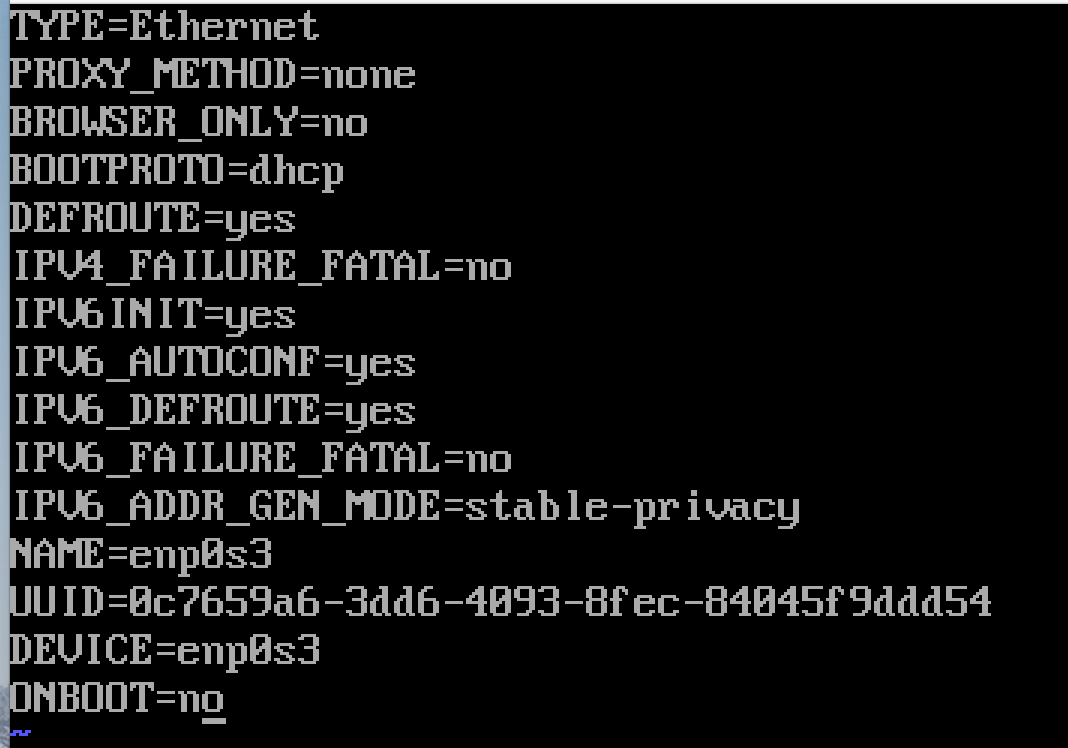 TYPE=Ethernet
PROXY_METHOD=none
BROWSER_ONLY=no
BOOTPROTO=dhcp
DEFROUTE=yes
IPV4_FAILURE_FATAL=no
IPV6INIT=yes
IPV6_AUTOCONF=yes
IPV6_DEFROUTE=yes
IPV6_FAILURE_FATAL=no
IPV6_ADDR_GEN_MODE=stable-privacy
NAME=enp0s3
UUID=0c7659a6-3dd6-4093-8fec-84045f9ddd54
DEVICE=enp0s3
ONBOOT=no
~